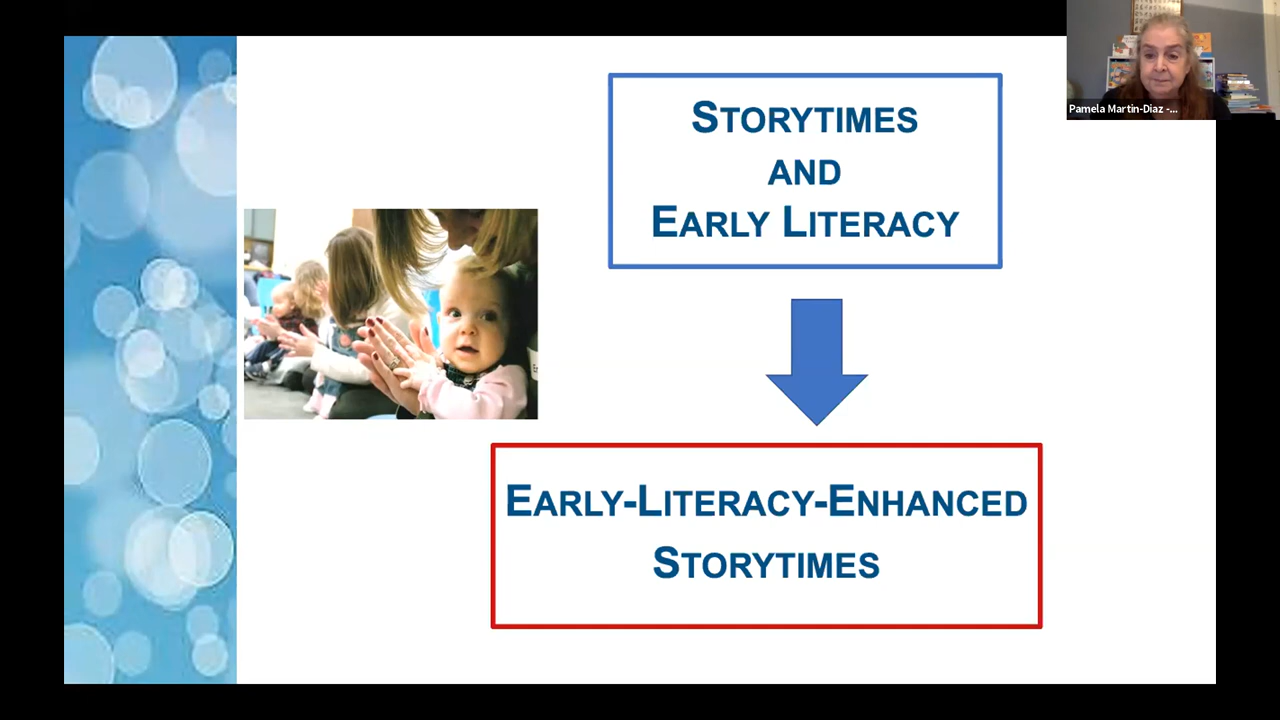 STORYTIMES
AND
EARLY LITERACY
EARLY-LITERACY-ENHANCED
STORYTIMES
Pamela Martin-Diaz -...